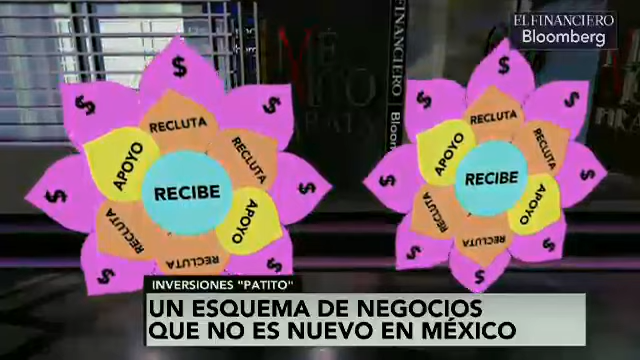 EL FINANCIERO
Bloomberg
FINANCIERO
$
$
$
RECLUTA
APOYO
RECLUTA
$
RECIBE
$
RECLUTA
APOYO
RECLUTA
$
$
$
$
$
RECLUTA
APOYO
RECLUTA
$
RECIBE
$
RECLUTA
APOYO
RECLUTA
$
$
$
INVERSIONES "PATITO"
UN ESQUEMA DE NEGOCIOS
QUE NO ES NUEVO EN MÉXICO